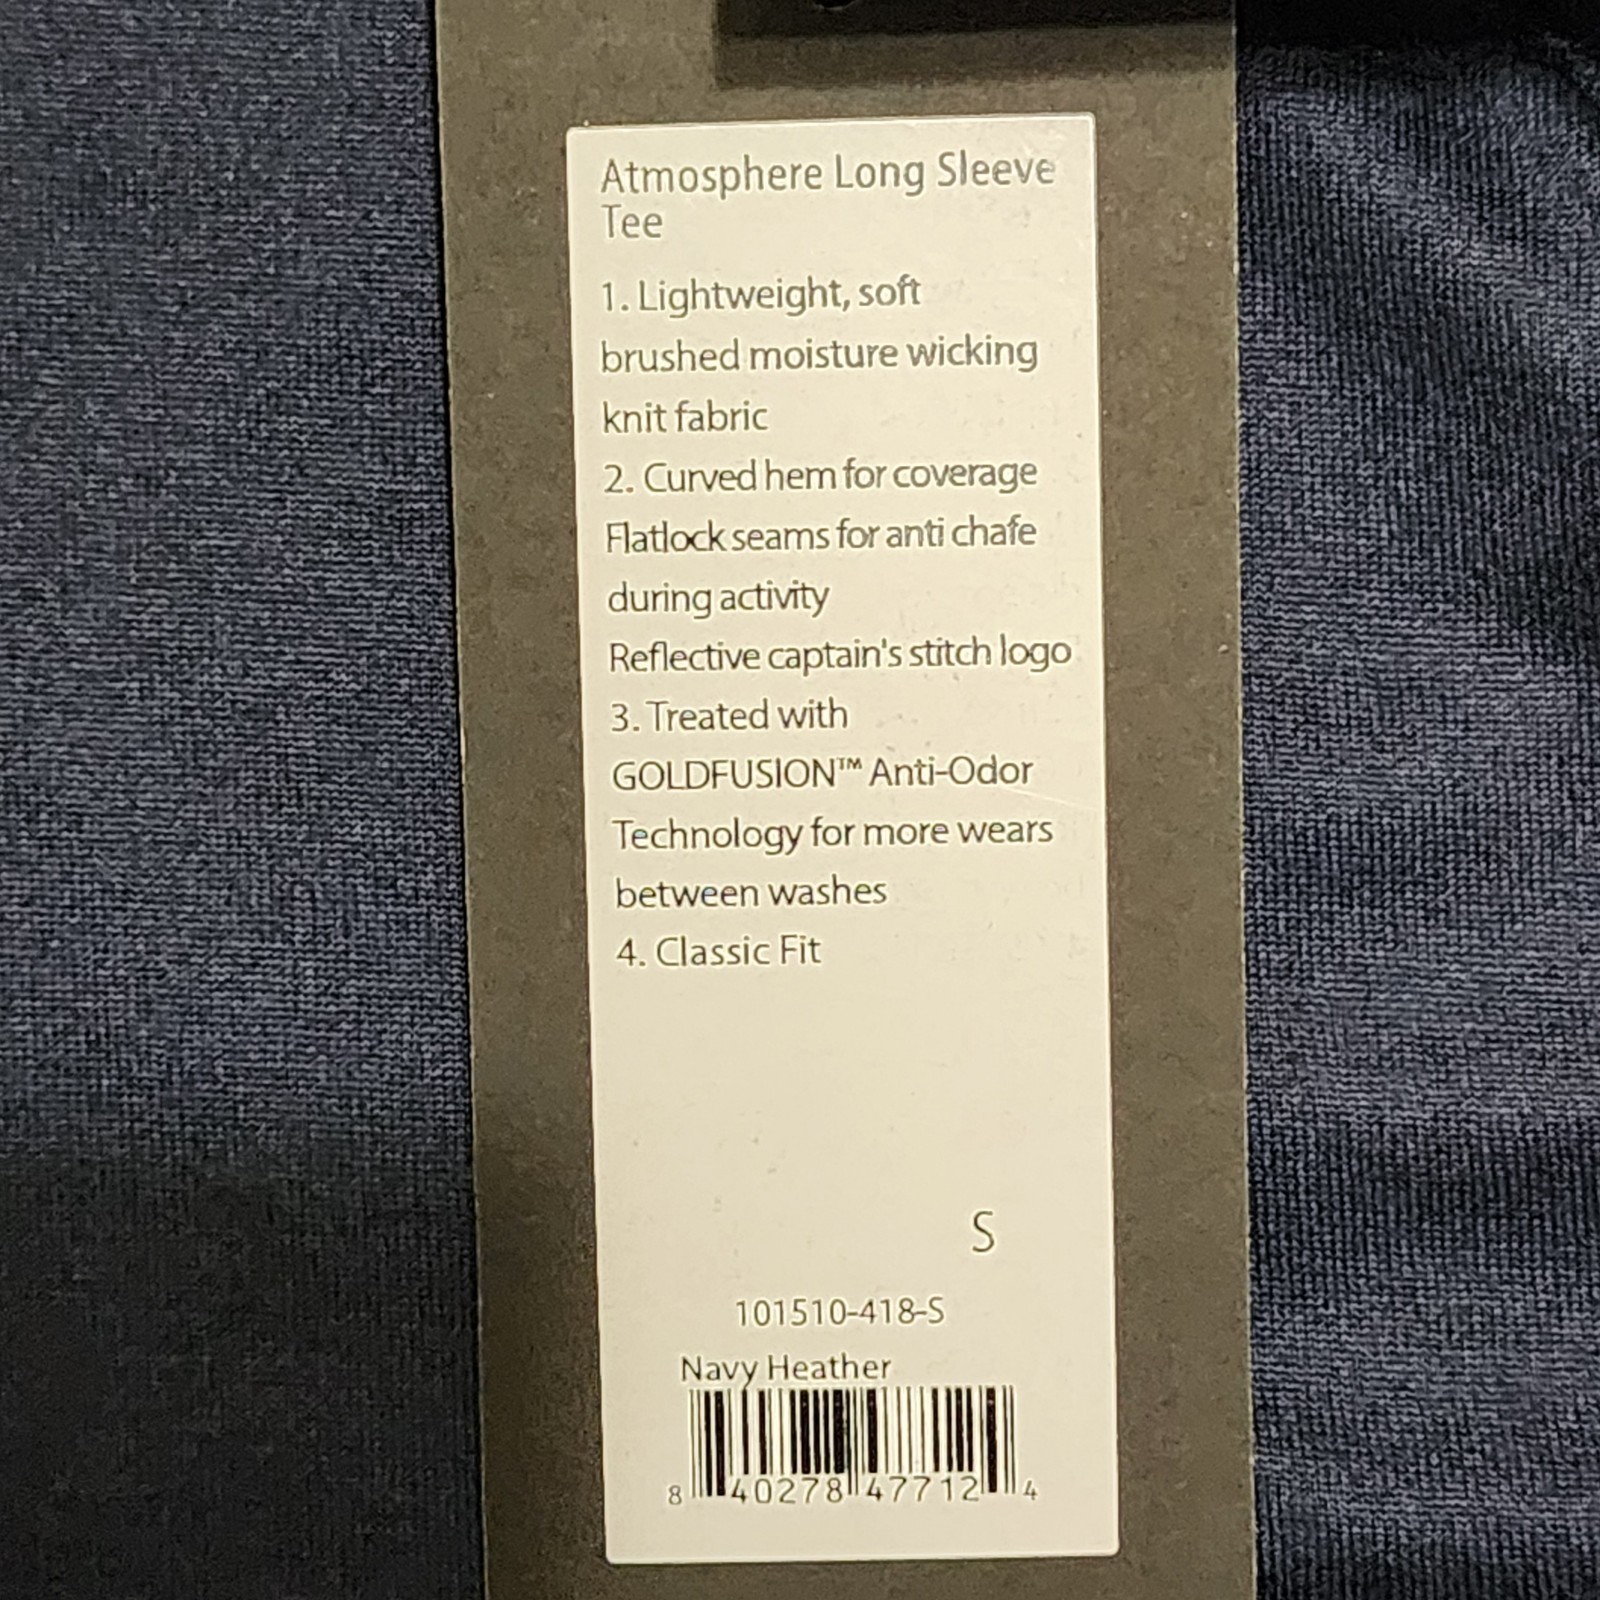 Atmosphere Long Sleeve
Tee
1. Lightweight, soft
brushed moisture wicking
knit fabric
2. Curved hem for coverage
Flatlock seams for anti chafe
during activity
Reflective captain's stitch logo
3. Treated with
GOLDFUSION™ Anti-Odor
Technology for more wears
between washes
4. Classic Fit
S
101510-418-S
Navy Heather
8 40278 47712 4